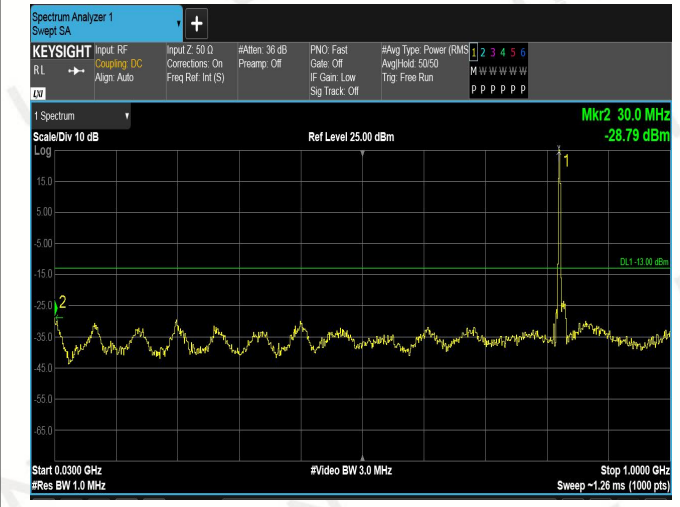 Spectrum Analyzer 1
Swept SA
+
KEYSIGHT
RL
LXI
Input: RF
Coupling: DC
Align: Auto
Input Z: 50 Ω
Corrections: On
Freq Ref: Int (S)
#Atten: 36 dB
Preamp: Off
PNO: Fast
Gate: Off
IF Gain: Low
Sig Track: Off
#Avg Type: Power (RMS
Avg|Hold: 50/50
Trig: Free Run
1 2 3 4 5 6
M W W W W W
P P P P P P
1 Spectrum
Mkr2 30.0 MHz
-28.79 dBm
Scale/Div 10 dB
Ref Level 25.00 dBm
Log
1
15.0
5.00
-5.00
DL1 -13.00 dBm
-15.0
-25.0
2
-35.0
-45.0
-55.0
-65.0
Start 0.0300 GHz
#Video BW 3.0 MHz
Stop 1.0000 GHz
#Res BW 1.0 MHz
Sweep ~1.26 ms (1000 pts)